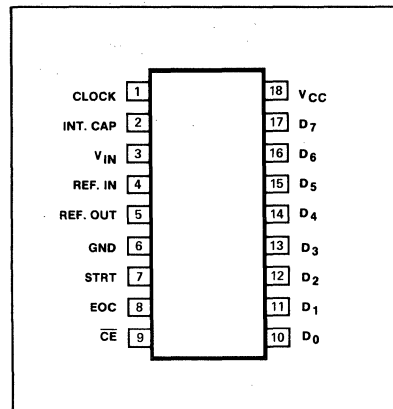 CLOCK 1 18 VCC
INT. CAP 2 17 D7
VIN 3 16 D6
REF. IN 4 15 D5
REF. OUT 5 14 D4
GND 6 13 D3
STRT 7 12 D2
EOC 8 11 D1
C̅E̅ 9 10 D0